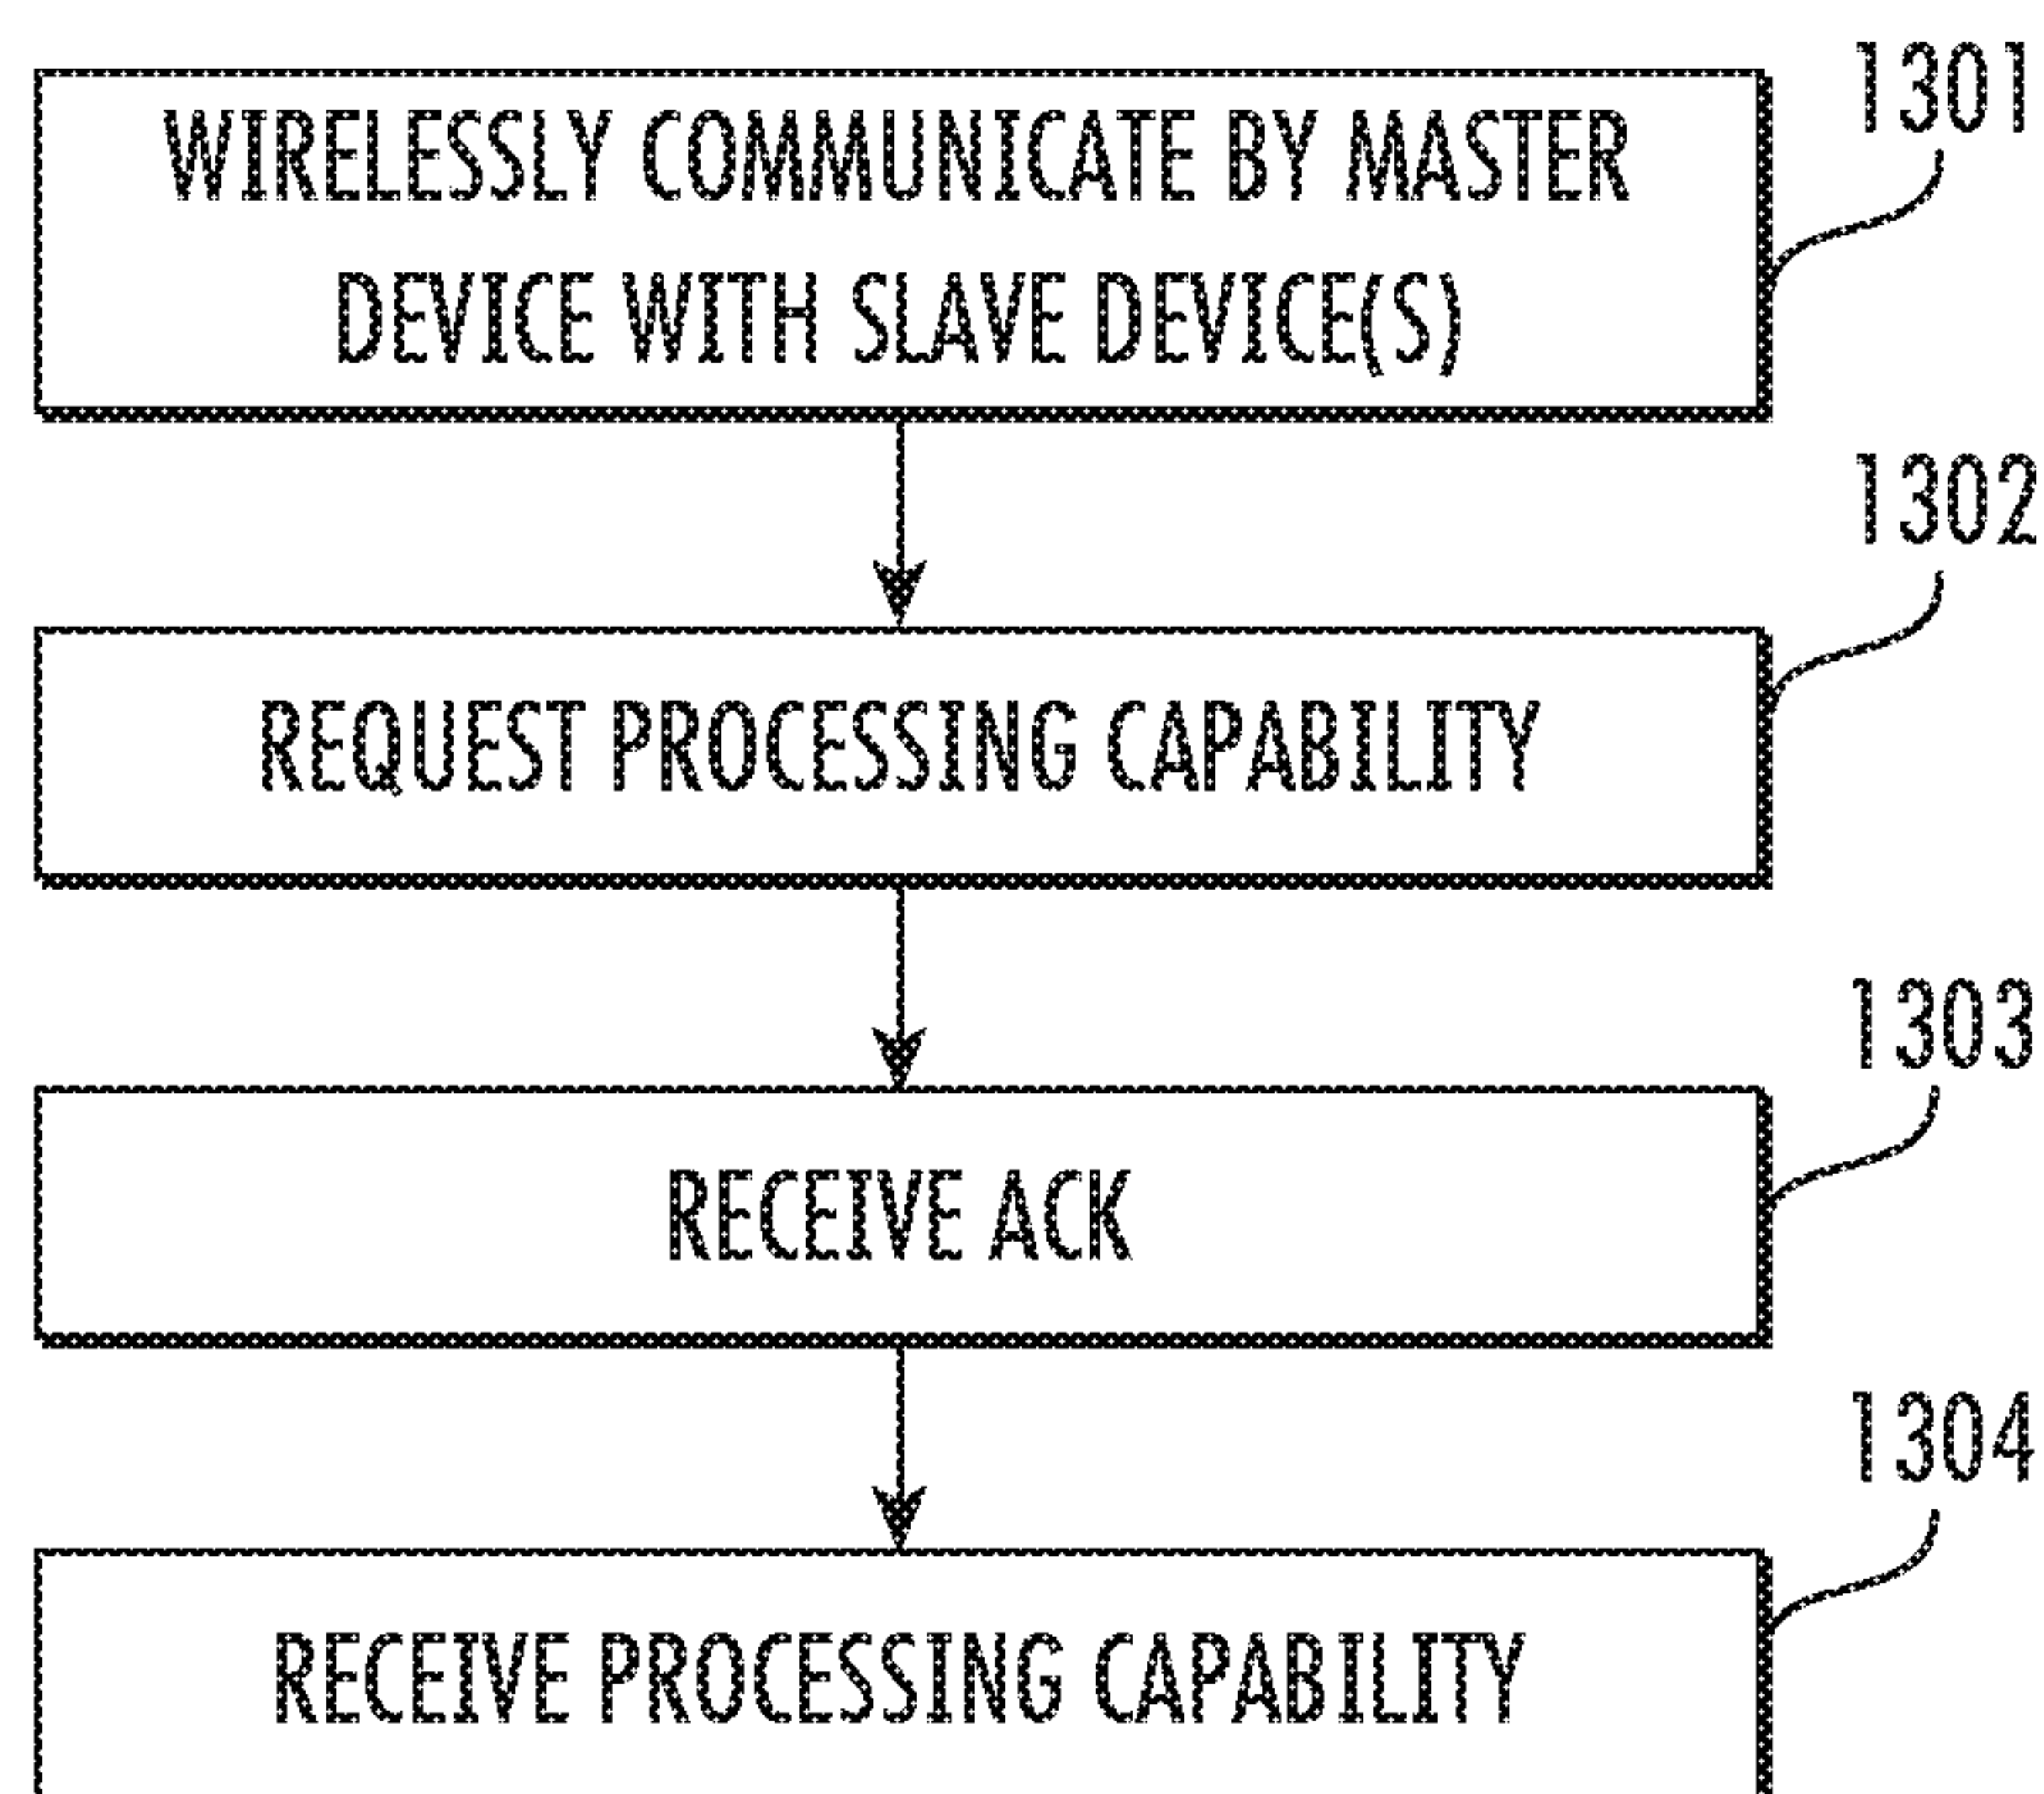 1301
WIRELESSLY COMMUNICATE BY MASTER
DEVICE WITH SLAVE DEVICE(S)
1302
REQUEST PROCESSING CAPABILITY
1303
RECEIVE ACK
1304
RECEIVE PROCESSING CAPABILITY